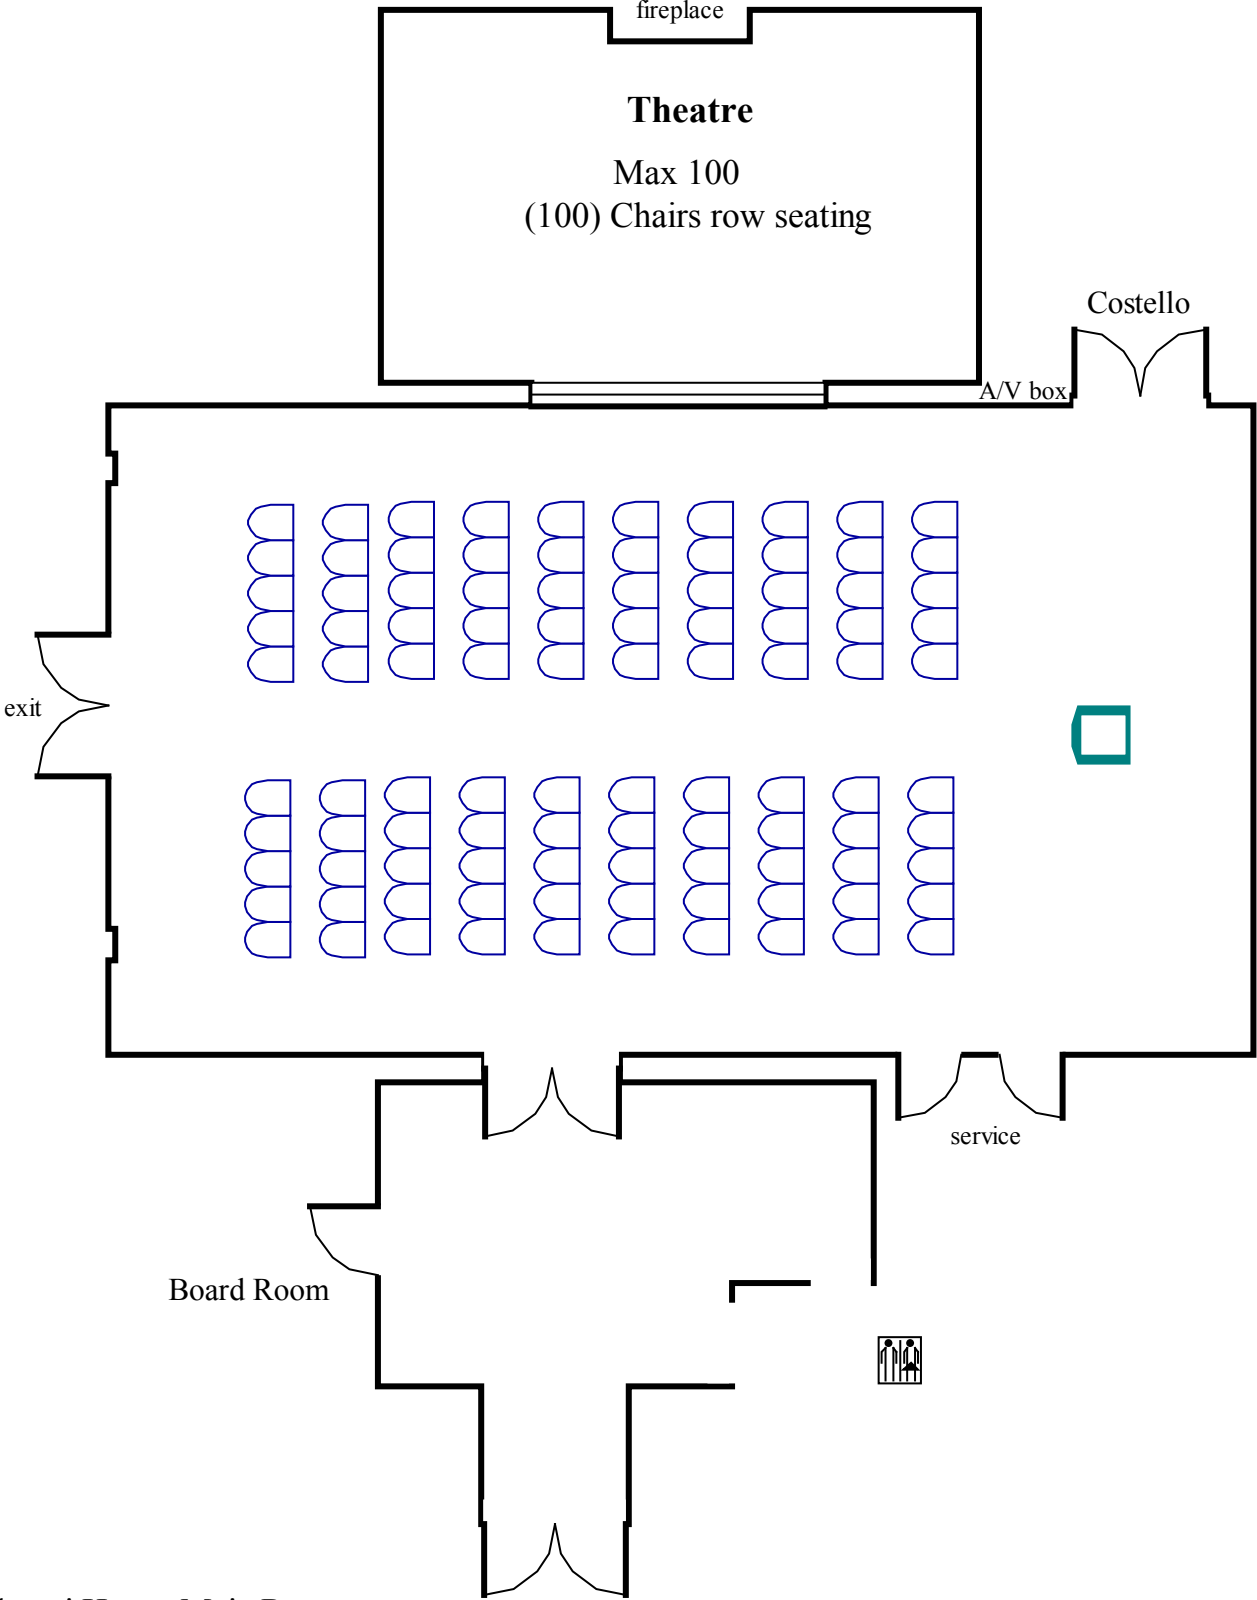 fireplace
Theatre
Max 100
(100) Chairs row seating
Costello
A/V box
exit
service
Board Room